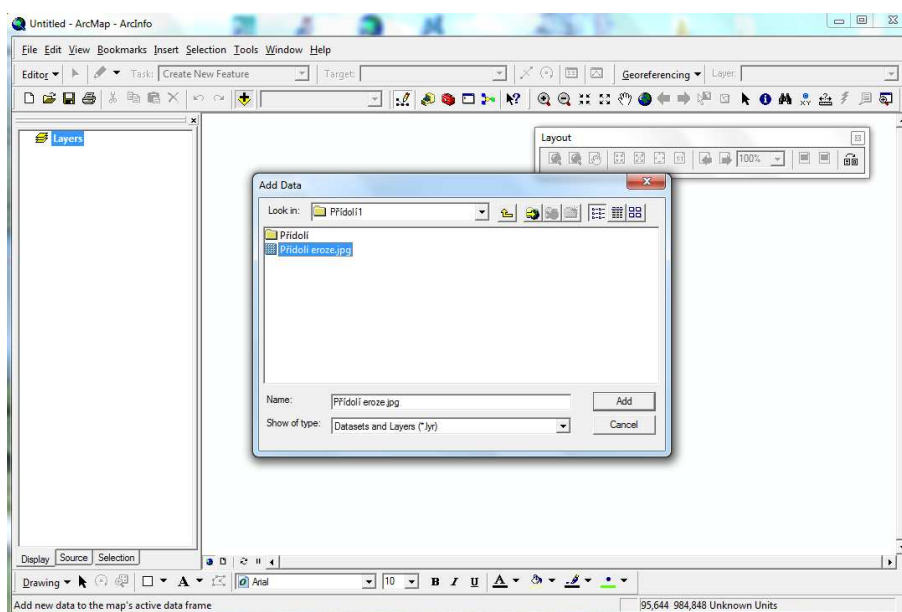 Untitled - ArcMap - ArcInfo
File Edit View Bookmarks Insert Selection Tools Window Help
Editor Task: Create New Feature Target: Georeferencing Layer:
Layers
Layout
100%
Add Data
Look in: Přídolí1
Přídolí
Přídolí eroze.jpg
Name: Přídolí eroze.jpg Add
Show of type: Datasets and Layers (*.lyr) Cancel
Display Source Selection
Drawing A Arial 10 B I U A
Add new data to the map's active data frame 95,644 984,848 Unknown Units